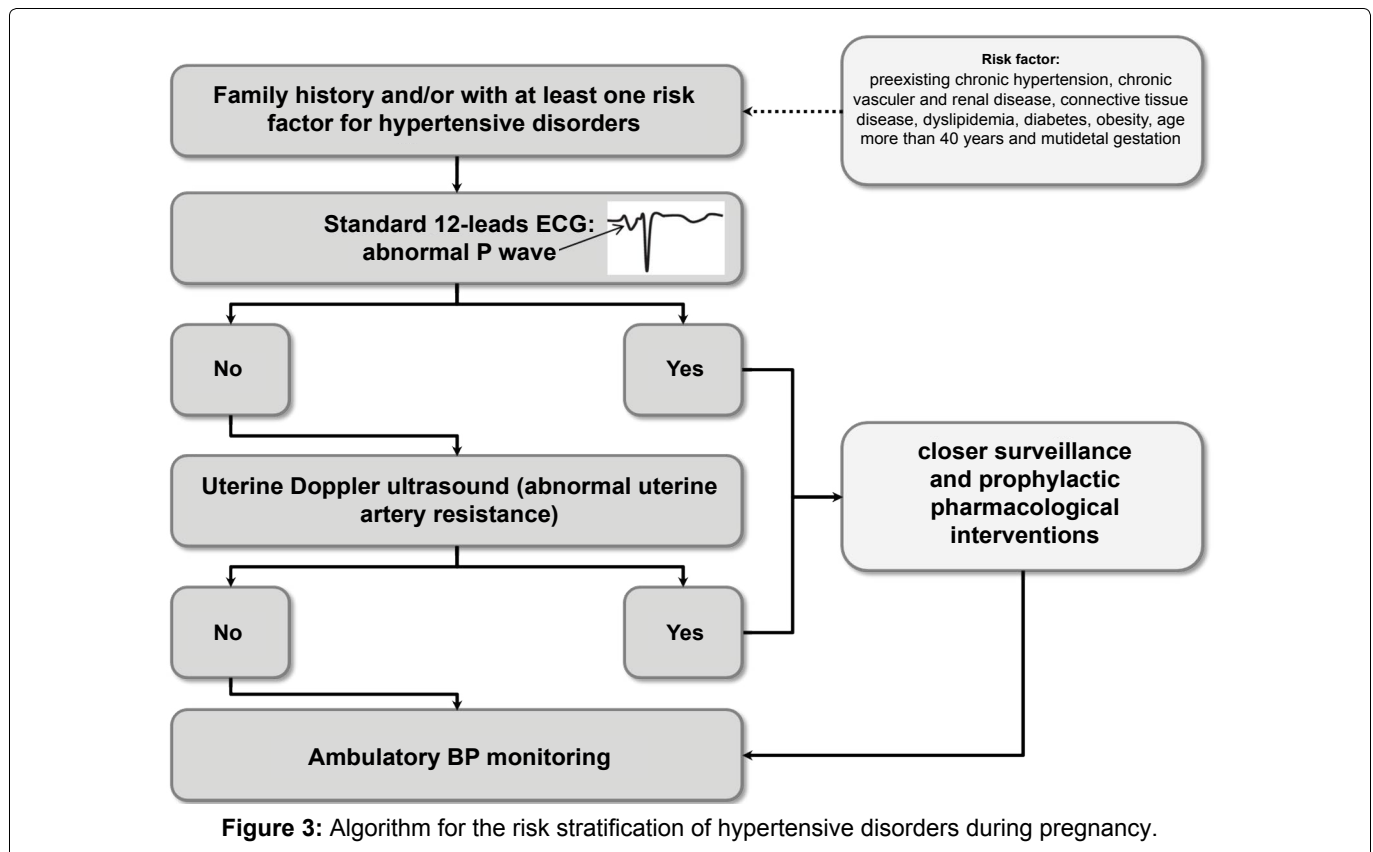 Family history and/or with at least one risk
factor for hypertensive disorders
Risk factor:
preexisting chronic hypertension, chronic
vasculer and renal disease, connective tissue
disease, dyslipidemia, diabetes, obesity, age
more than 40 years and mutidetal gestation
Standard 12-leads ECG:
abnormal P wave
No
Yes
Uterine Doppler ultrasound (abnormal uterine
artery resistance)
closer surveillance
and prophylactic
pharmacological
interventions
No
Yes
Ambulatory BP monitoring
Figure 3: Algorithm for the risk stratification of hypertensive disorders during pregnancy.